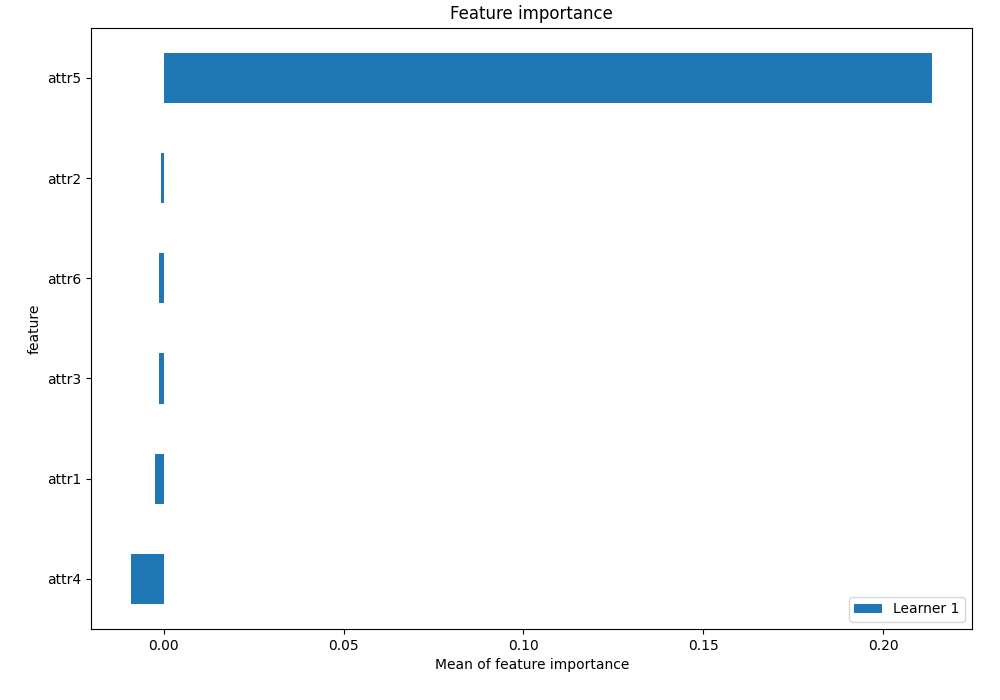 Feature importance
attr5
attr2
attr6
attr3
attr1
attr4
feature
0.00
0.05
0.10
0.15
0.20
Mean of feature importance
Learner 1